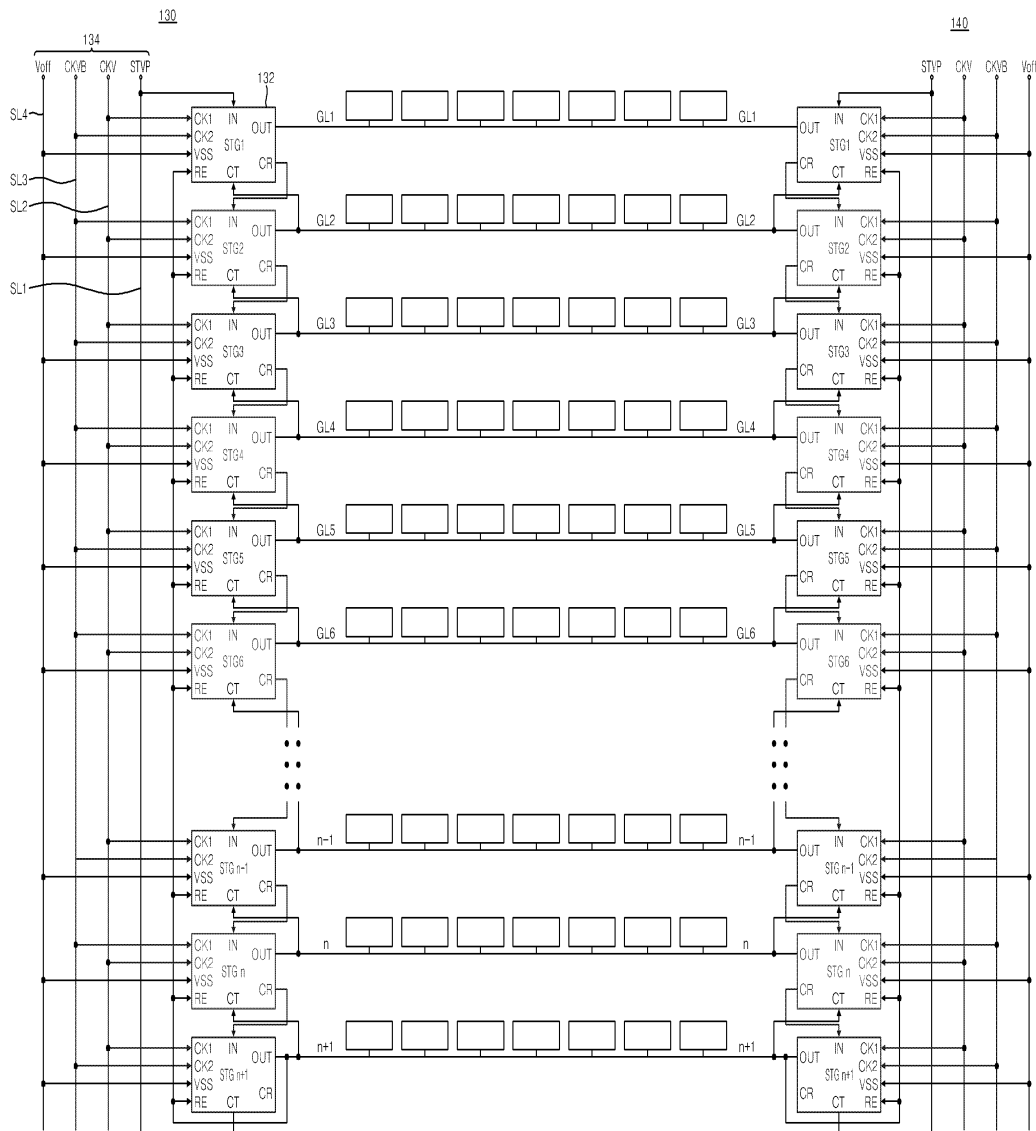 130
140
134
Voff CKVB CKV STVP
STVP CKV CKVB Voff
132
SL4
SL3
SL2
SL1
CK1 IN OUT GL1 GL1 OUT IN CK1
CK2 STG1 STG1 CK2
VSS CR CR VSS
RE CT CT RE
CK1 IN OUT GL2 GL2 OUT IN CK1
CK2 STG2 STG2 CK2
VSS CR CR VSS
RE CT CT RE
CK1 IN OUT GL3 GL3 OUT IN CK1
CK2 STG3 STG3 CK2
VSS CR CR VSS
RE CT CT RE
CK1 IN OUT GL4 GL4 OUT IN CK1
CK2 STG4 STG4 CK2
VSS CR CR VSS
RE CT CT RE
CK1 IN OUT GL5 GL5 OUT IN CK1
CK2 STG5 STG5 CK2
VSS CR CR VSS
RE CT CT RE
CK1 IN OUT GL6 GL6 OUT IN CK1
CK2 STG6 STG6 CK2
VSS CR CR VSS
RE CT CT RE
CK1 IN OUT n-1 n-1 OUT IN CK1
CK2 STG n-1 STG n-1 CK2
VSS CR CR VSS
RE CT CT RE
CK1 IN OUT n n OUT IN CK1
CK2 STG n STG n CK2
VSS CR CR VSS
RE CT CT RE
CK1 IN OUT n+1 n+1 OUT IN CK1
CK2 STG n+1 STG n+1 CK2
VSS CR CR VSS
RE CT CT RE